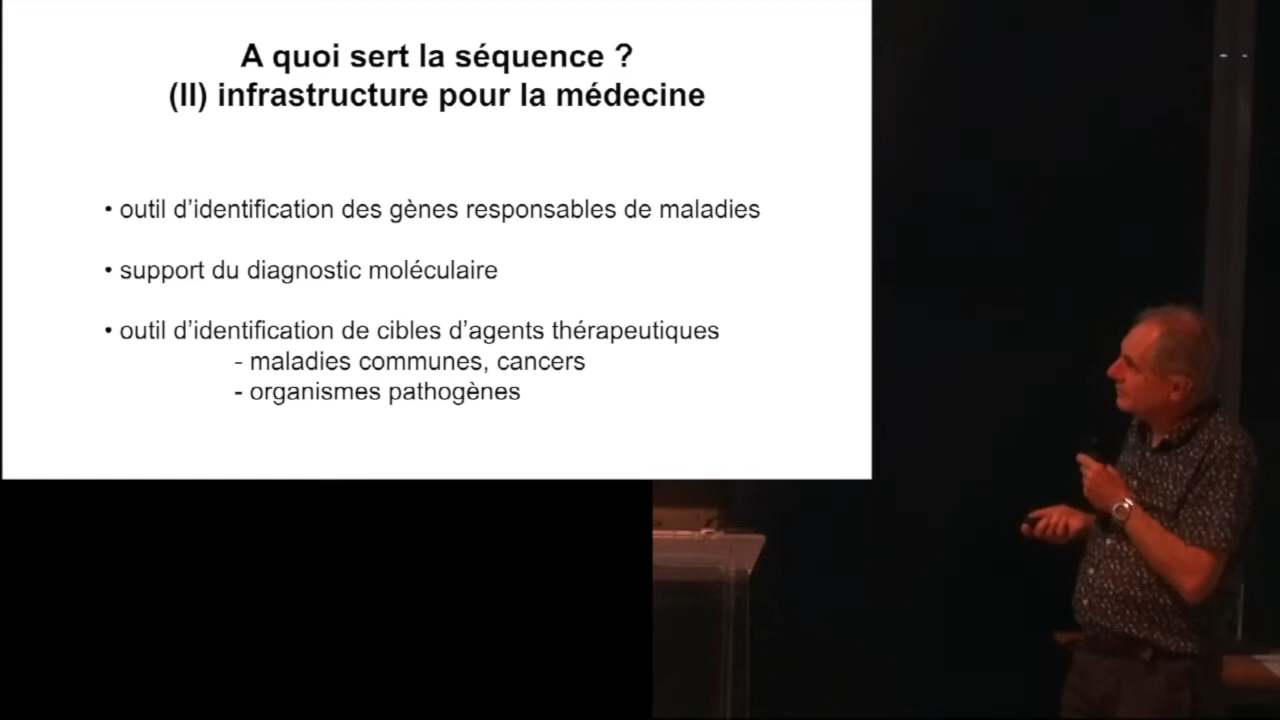 A quoi sert la séquence ?
(II) infrastructure pour la médecine
• outil d'identification des gènes responsables de maladies
• support du diagnostic moléculaire
• outil d'identification de cibles d'agents thérapeutiques
- maladies communes, cancers
- organismes pathogènes